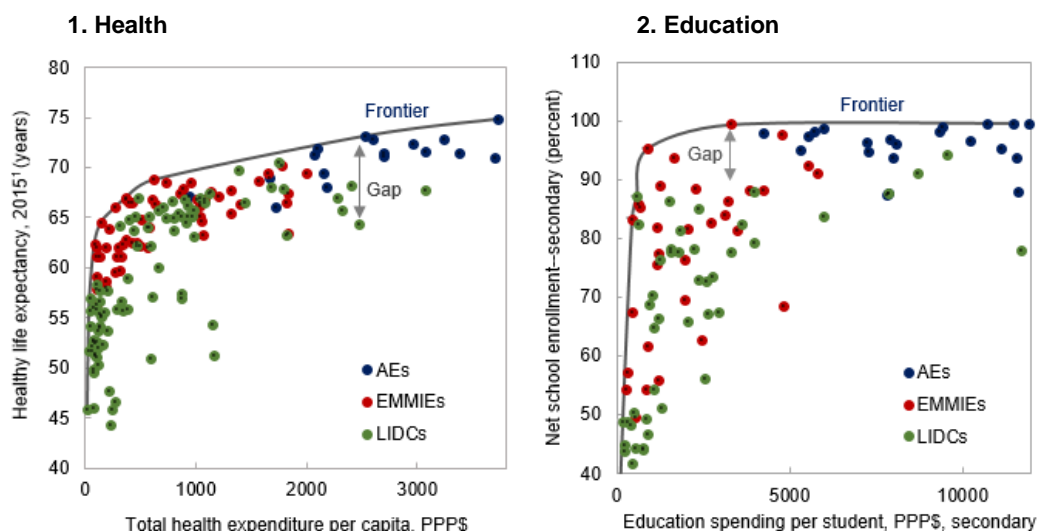 1. Health
2. Education
Healthy life expectancy, 2015¹ (years)
80
75
70
65
60
55
50
45
40
Frontier
Gap
AEs
EMMIEs
LIDCs
0
1000
2000
3000
Total health expenditure per capita, PPP$
Net school enrollment--secondary (percent)
110
100
90
80
70
60
50
40
Frontier
Gap
AEs
EMMIEs
LIDCs
0
5000
10000
Education spending per student, PPP$, secondary